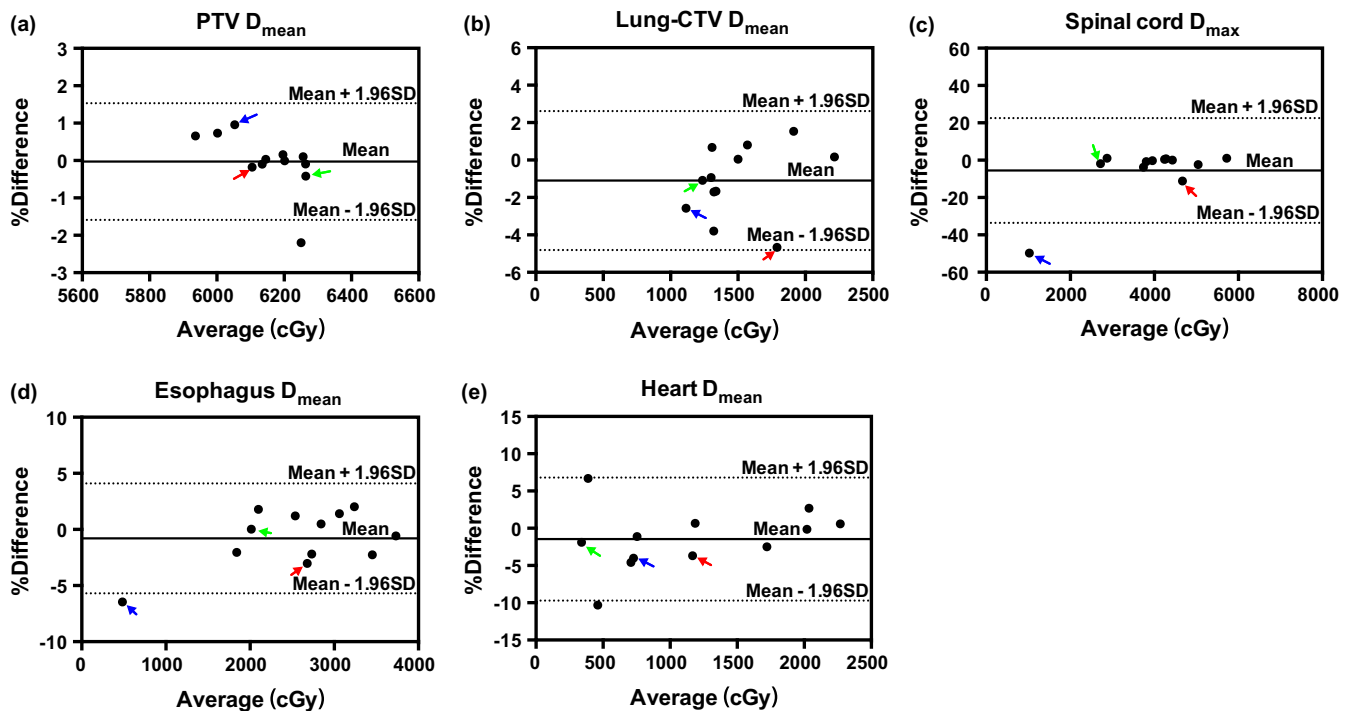 (a) PTV Dmean
%Difference
3
2
1
0
-1
-2
-3
Mean + 1.96SD
Mean
Mean - 1.96SD
5600 5800 6000 6200 6400 6600
Average (cGy)
(b) Lung-CTV Dmean
%Difference
6
4
2
0
-2
-4
-6
Mean + 1.96SD
Mean
Mean - 1.96SD
0 500 1000 1500 2000 2500
Average (cGy)
(c) Spinal cord Dmax
%Difference
60
40
20
0
-20
-40
-60
Mean + 1.96SD
Mean
Mean - 1.96SD
0 2000 4000 6000 8000
Average (cGy)
(d) Esophagus Dmean
%Difference
10
5
0
-5
-10
Mean + 1.96SD
Mean
Mean - 1.96SD
0 1000 2000 3000 4000
Average (cGy)
(e) Heart Dmean
%Difference
15
10
5
0
-5
-10
-15
Mean + 1.96SD
Mean
Mean - 1.96SD
0 500 1000 1500 2000 2500
Average (cGy)